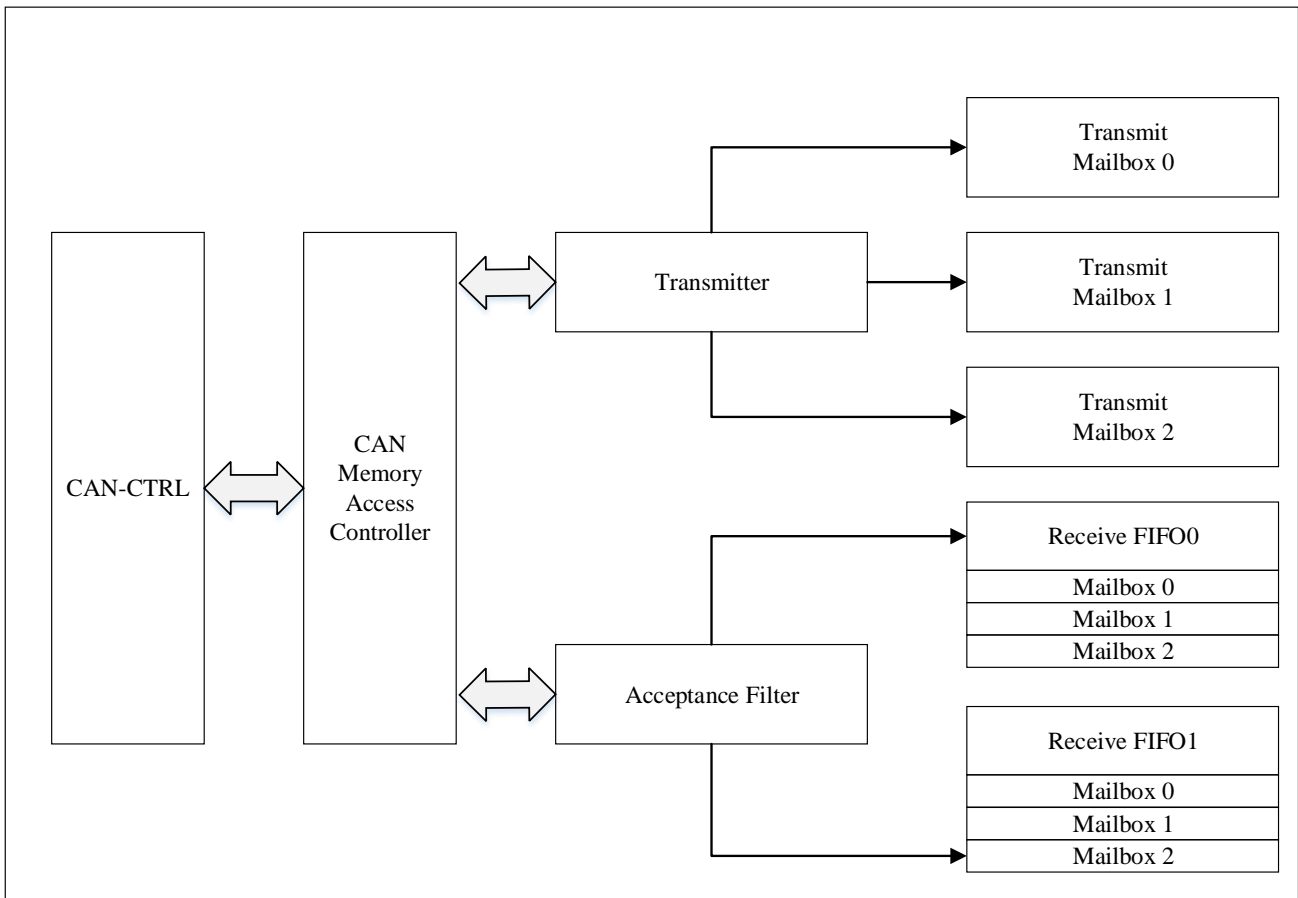 CAN-CTRL
CAN
Memory
Access
Controller
Transmitter
Acceptance Filter
Transmit
Mailbox 0
Transmit
Mailbox 1
Transmit
Mailbox 2
Receive FIFO0
Mailbox 0
Mailbox 1
Mailbox 2
Receive FIFO1
Mailbox 0
Mailbox 1
Mailbox 2